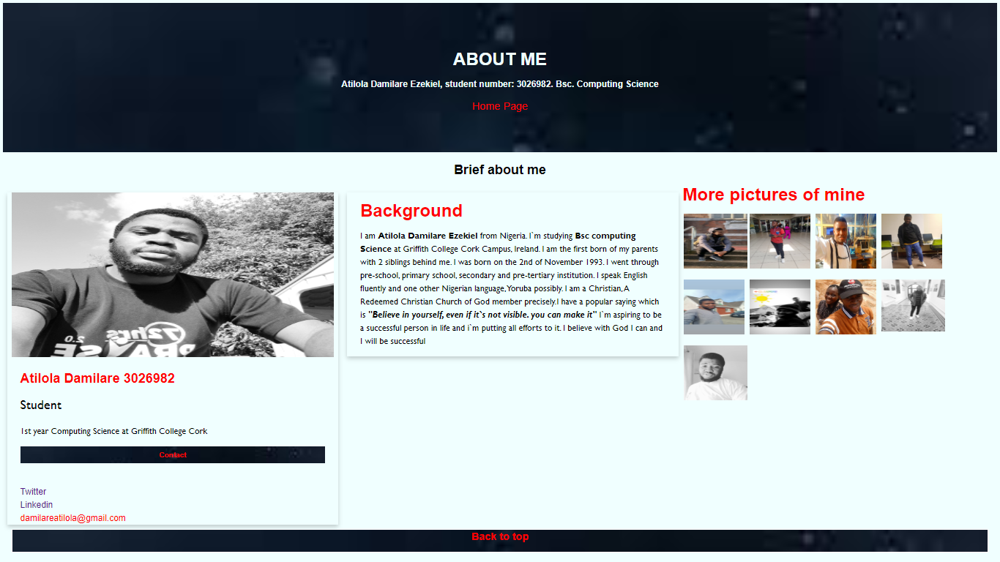 ABOUT ME
Atilola Damilare Ezekiel, student number: 3026982. Bsc. Computing Science
Home Page
Brief about me
72hrs
2.0
Atilola Damilare 3026982
Student
1st year Computing Science at Griffith College Cork
Contact
Twitter
Linkedin
damilareatilola@gmail.com
Background
I am Atilola Damilare Ezekiel from Nigeria. I`m studying Bsc computing
Science at Griffith College Cork Campus, Ireland. I am the first born of my parents
with 2 siblings behind me. I was born on the 2nd of November 1993. I went through
pre-school, primary school, secondary and pre-tertiary institution. I speak English
fluently and one other Nigerian language,Yoruba possibly. I am a Christian, A
Redeemed Christian Church of God member precisely.I have a popular saying which
is "Believe in yourself, even if it`s not visible. you can make it" I`m aspiring to be
a successful person in life and i`m putting all efforts to it. I believe with God I can and
I will be successful
More pictures of mine
Back to top